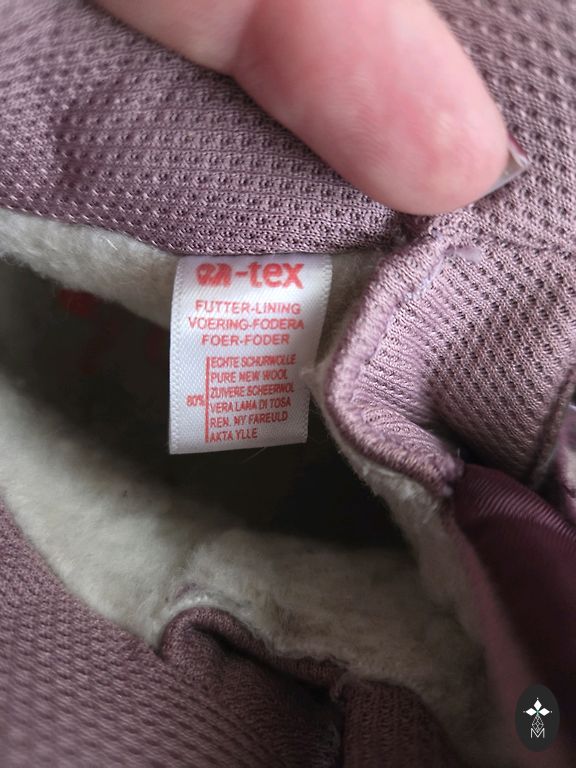 -tex
FUTTER-LINING
VOERING-FODERA
FOER-FODER
80%
ECHTE SCHURWOLLE
PURE NEW WOOL
ZUIVERE SCHEERWOL
VERA LANA DI TOSA
REN. NY FAREULD
AKTA YLLE
M